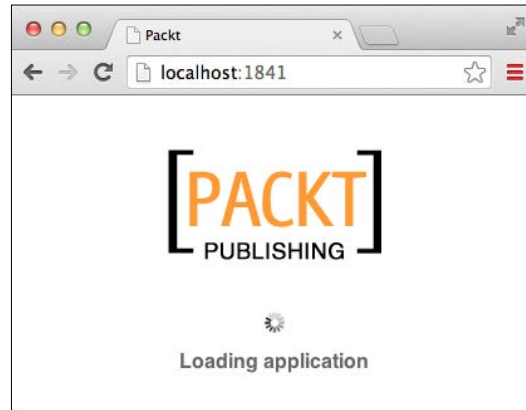 Packt
localhost:1841
PACKT
PUBLISHING
Loading application